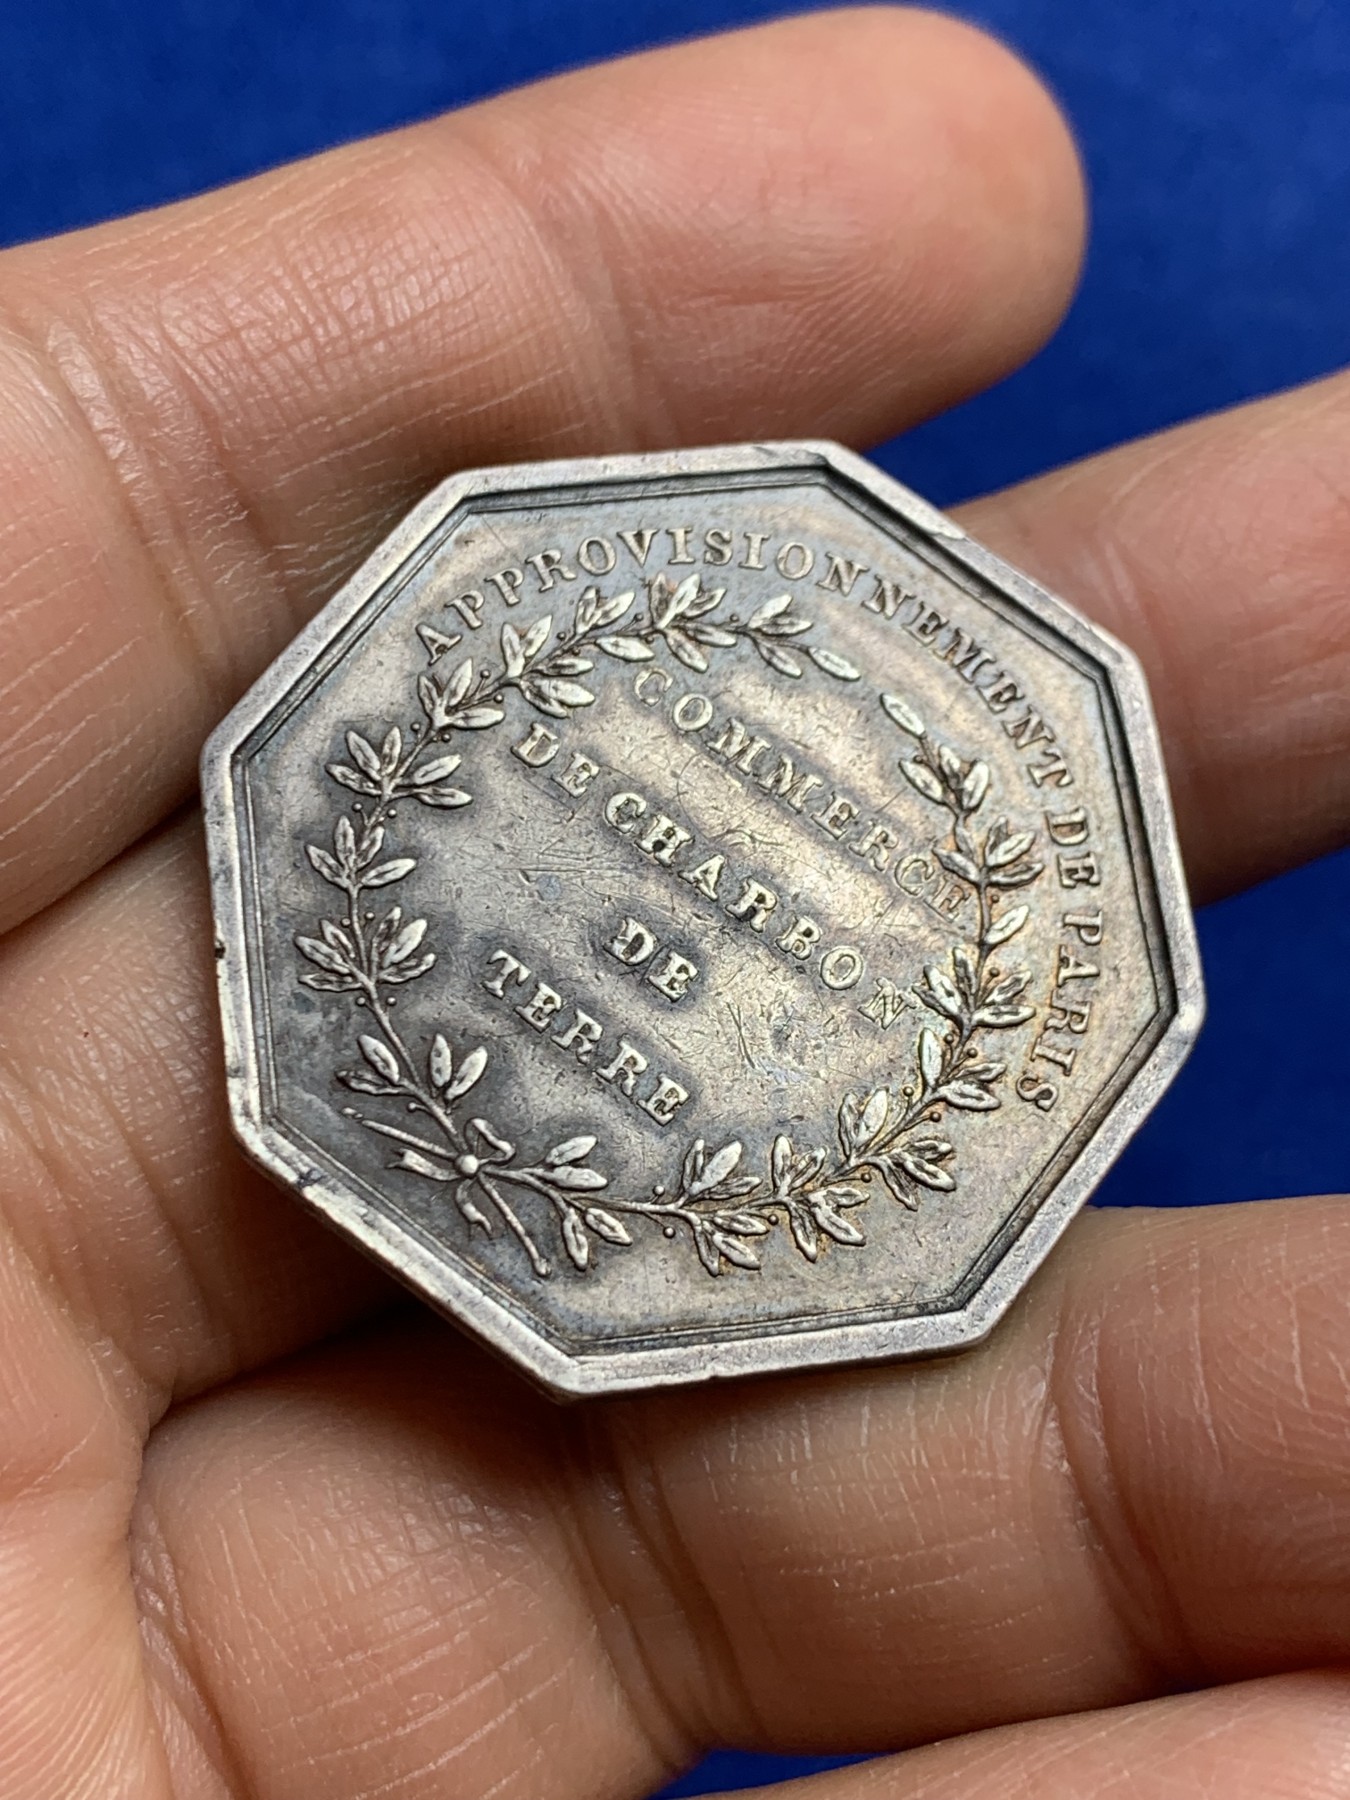 APPROVISIONNEMENT DE PARIS
COMMERCE
DE CHARBON
DE
TERRE